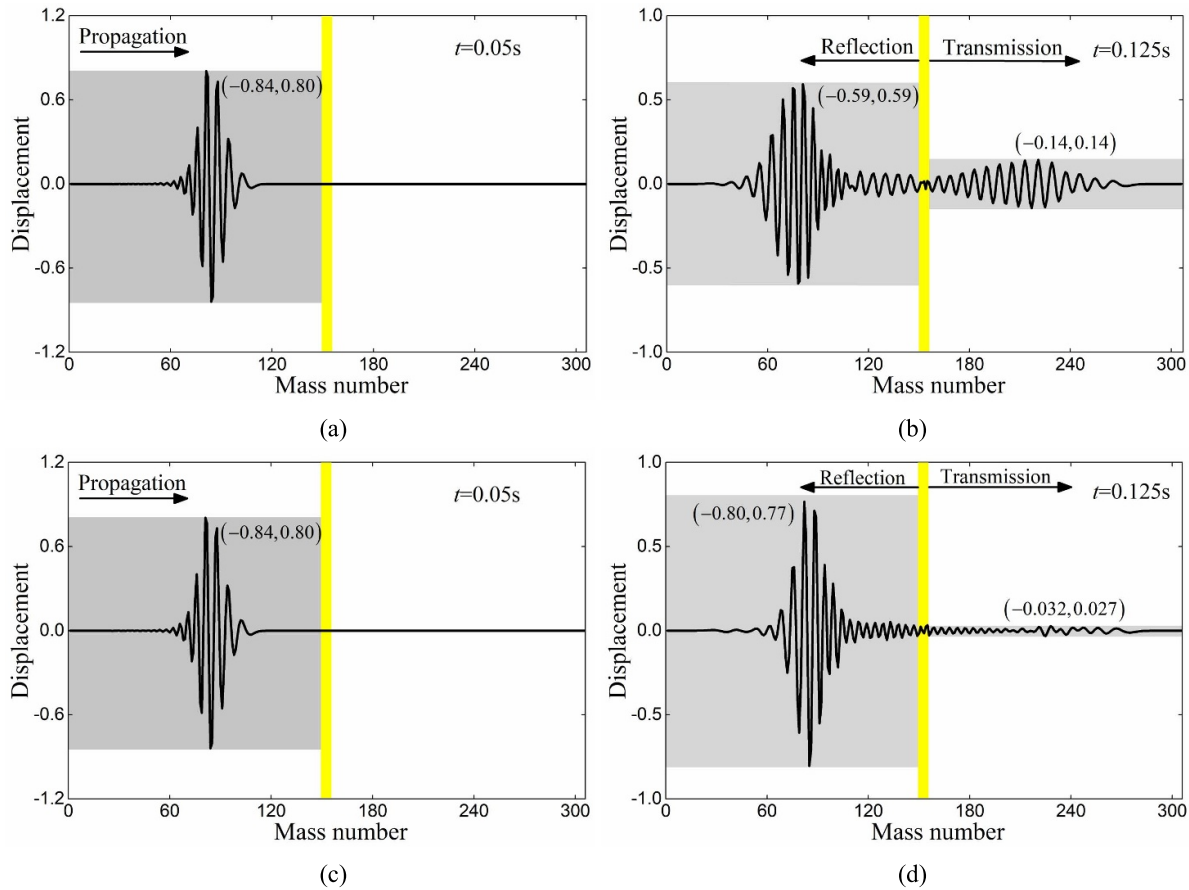 1.2
Propagation
t=0.05s
(−0.84,0.80)
0.6
0.0
-0.6
-1.2
Displacement
0 60 120 180 240 300
Mass number
(a)
1.0
Reflection Transmission t=0.125s
(−0.59,0.59)
0.5
(−0.14,0.14)
0.0
-0.5
-1.0
Displacement
0 60 120 180 240 300
Mass number
(b)
1.2
Propagation
t=0.05s
(−0.84,0.80)
0.6
0.0
-0.6
-1.2
Displacement
0 60 120 180 240 300
Mass number
(c)
1.0
Reflection Transmission
t=0.125s
(−0.80,0.77)
0.5
(−0.032,0.027)
0.0
-0.5
-1.0
Displacement
0 60 120 180 240 300
Mass number
(d)